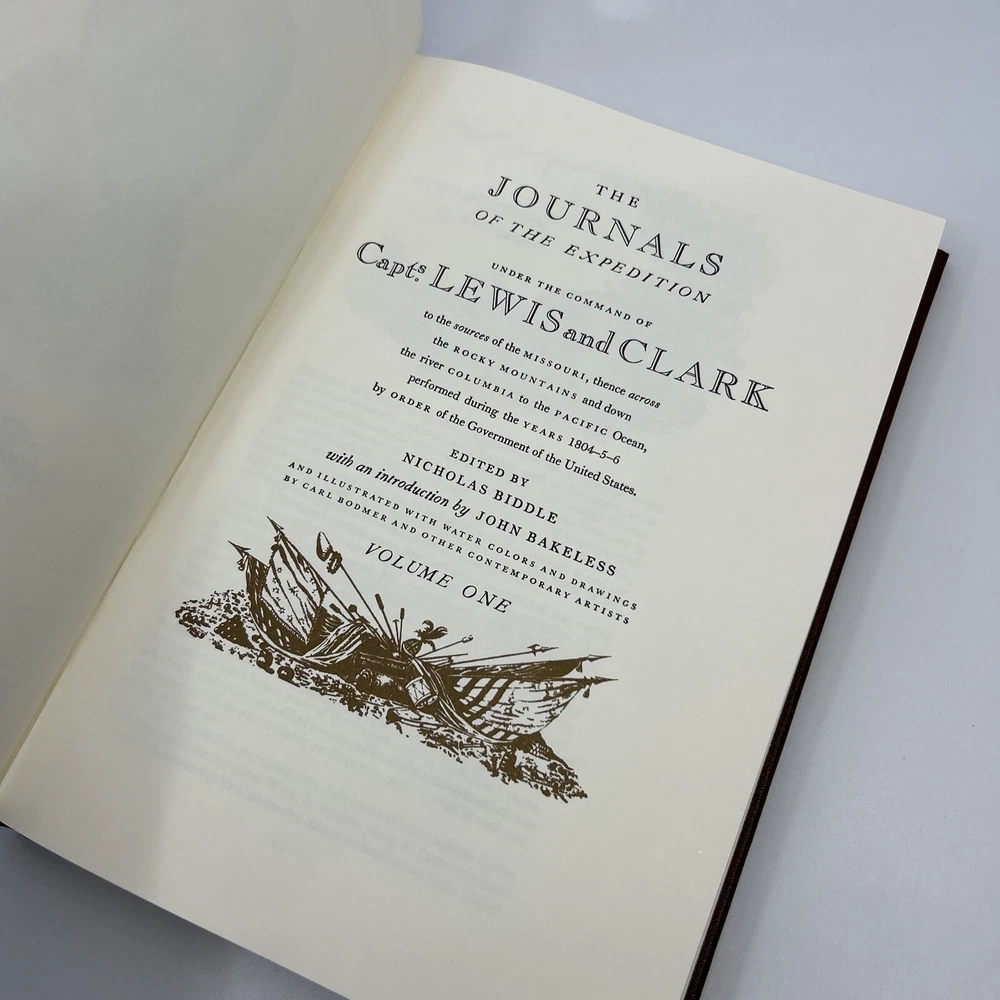 THE
JOURNALS
OF THE EXPEDITION
UNDER THE COMMAND OF
Capts. LEWIS and CLARK
to the sources of the MISSOURI, thence across
the ROCKY MOUNTAINS and down
the river COLUMBIA to the PACIFIC Ocean,
performed during the YEARS 1804-5-6
by ORDER of the Government of the United States.
EDITED BY
NICHOLAS BIDDLE
with an introduction by JOHN BAKELESS
AND ILLUSTRATED WITH WATER COLORS AND DRAWINGS
BY CARL BODMER AND OTHER CONTEMPORARY ARTISTS
VOLUME ONE